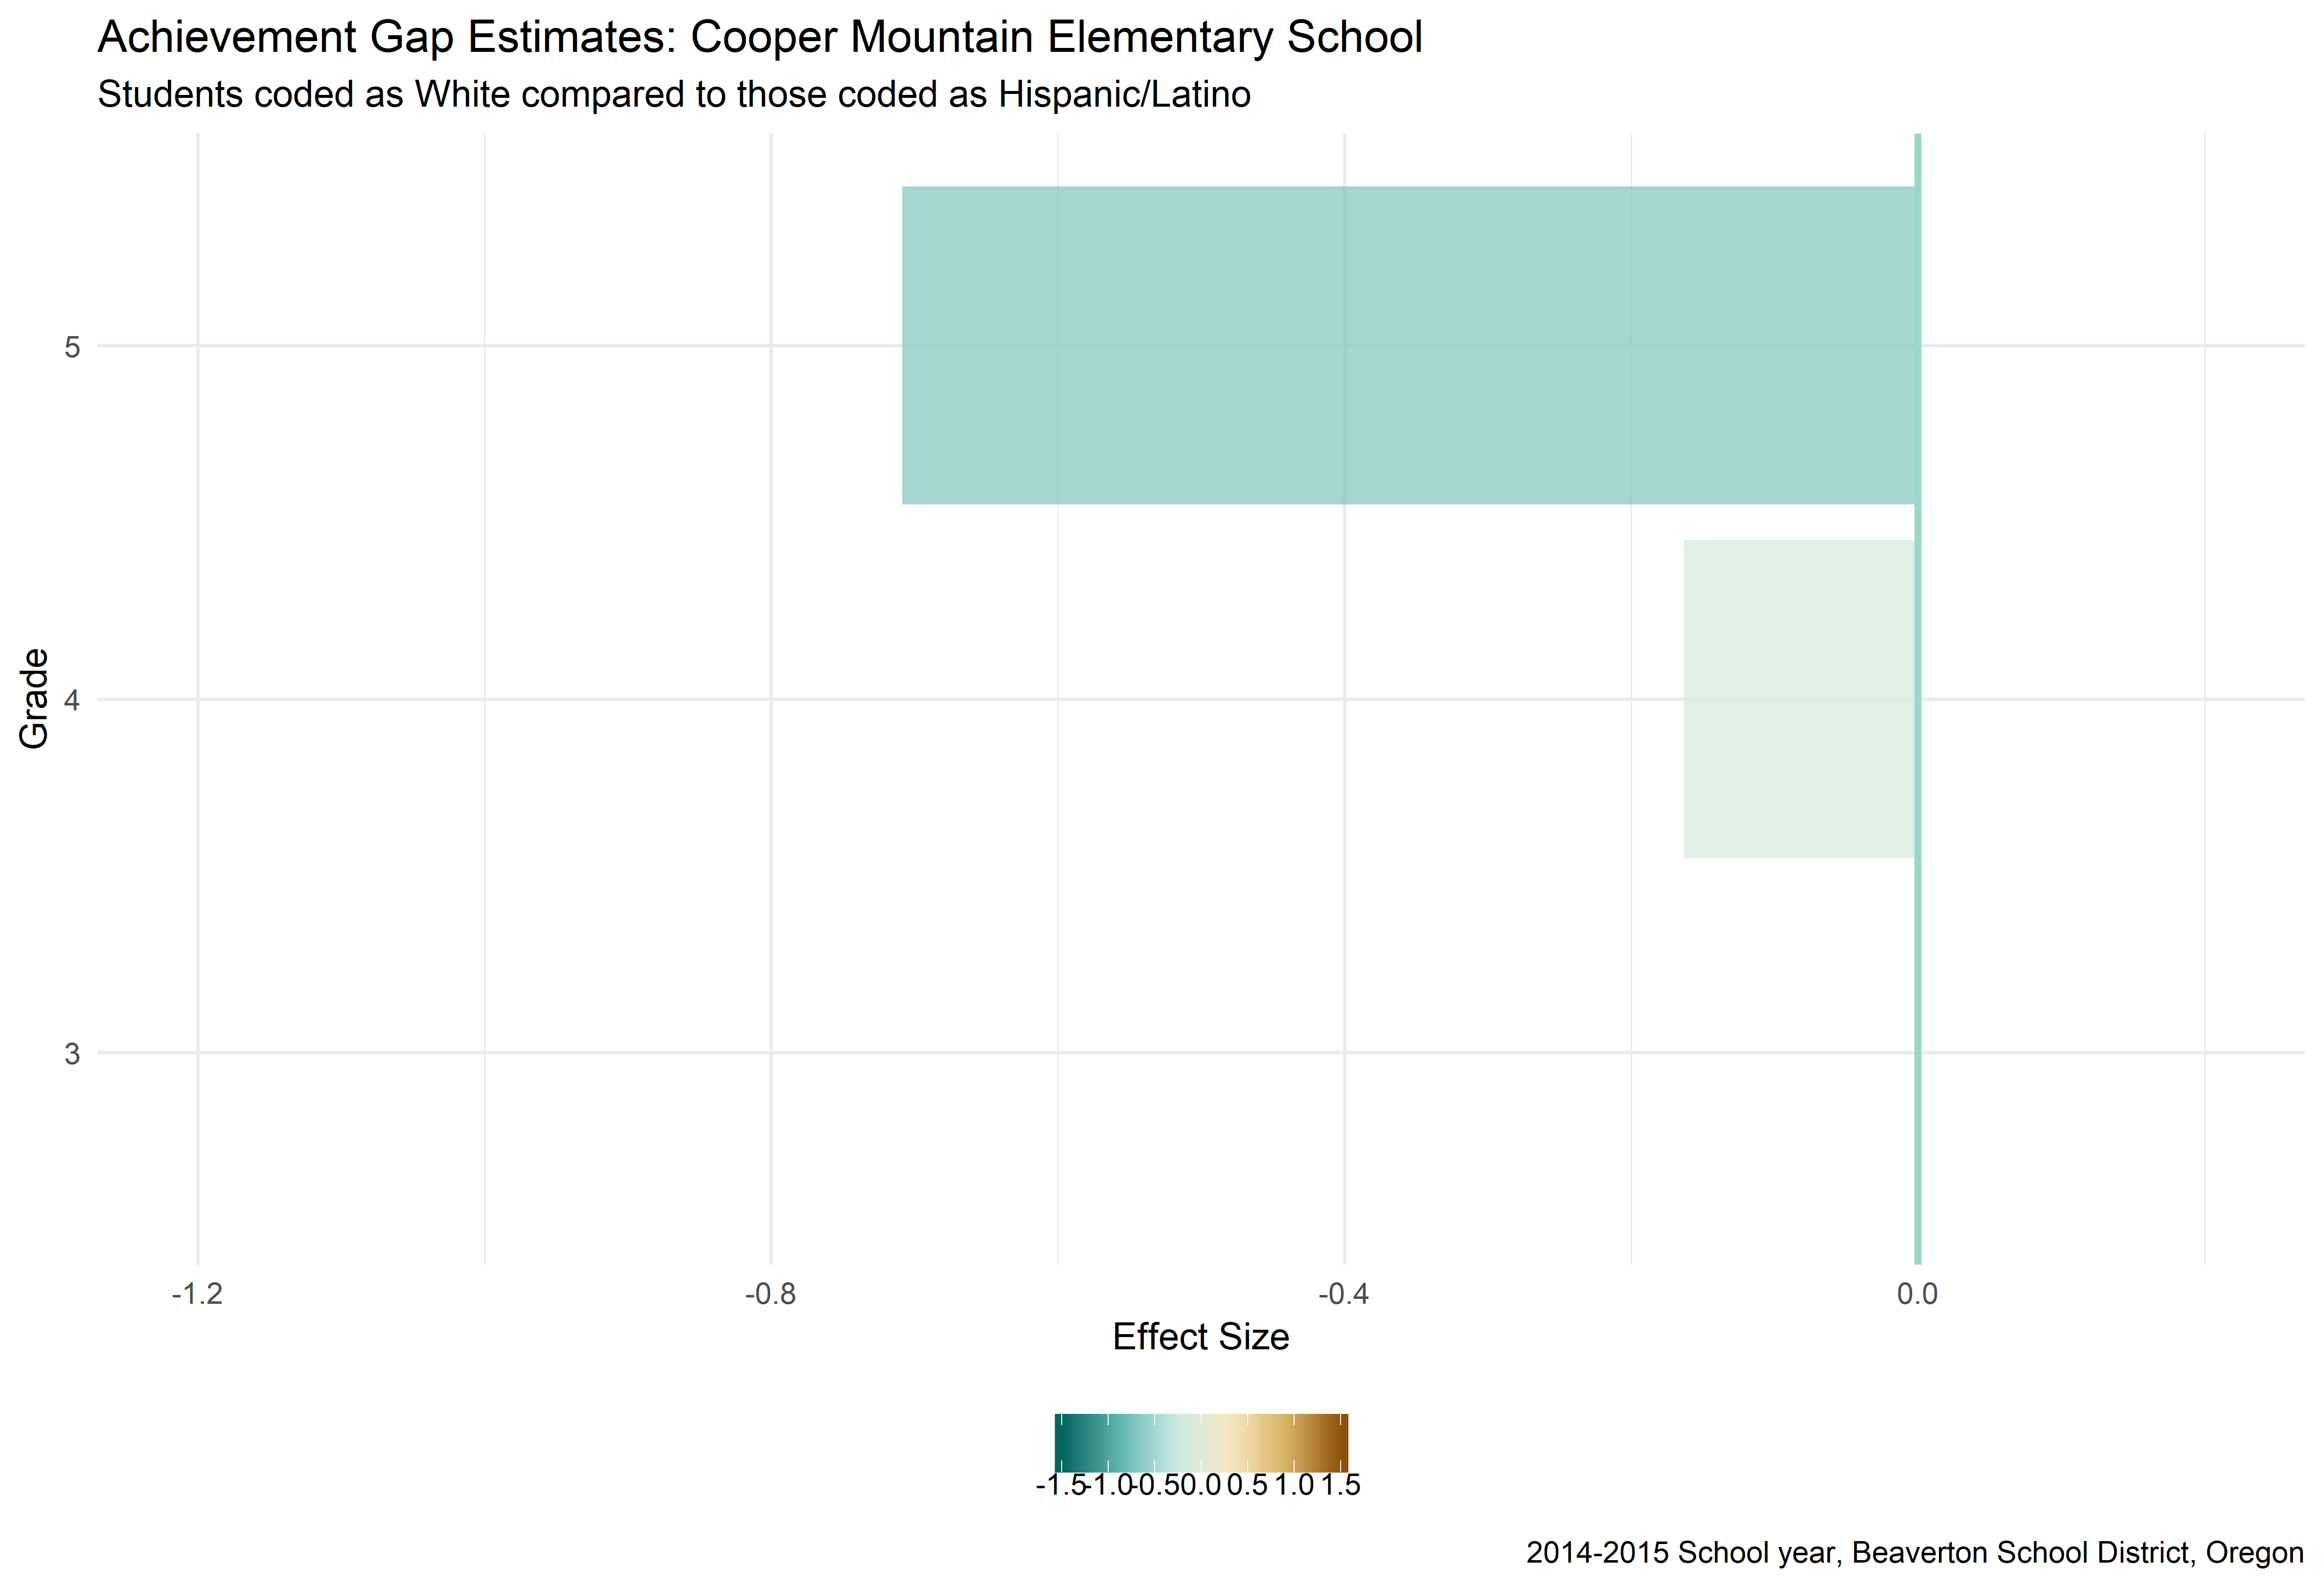 Achievement Gap Estimates: Cooper Mountain Elementary School
Students coded as White compared to those coded as Hispanic/Latino
Grade
5
4
3
-1.2 -0.8 -0.4 0.0
Effect Size
-1.5 -1.0 -0.5 0.0 0.5 1.0 1.5
2014-2015 School year, Beaverton School District, Oregon